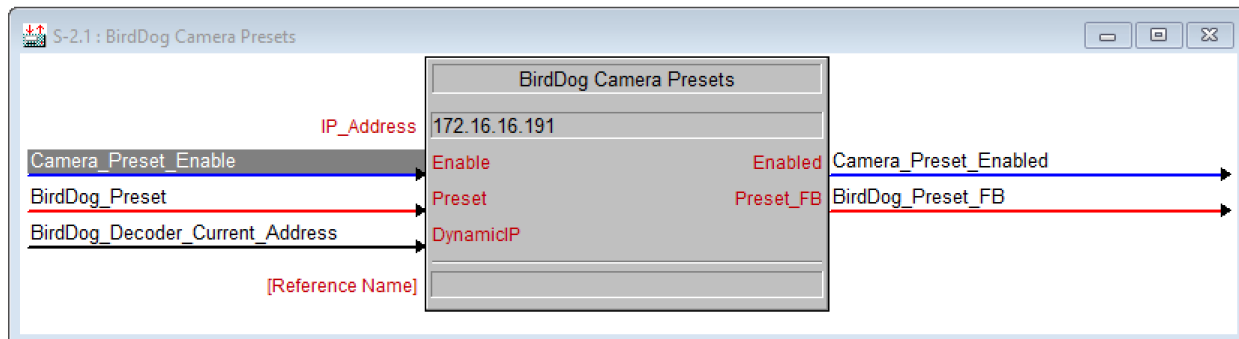 S-2.1 : BirdDog Camera Presets
BirdDog Camera Presets
IP_Address 172.16.16.191
Camera_Preset_Enable Enable Enabled Camera_Preset_Enabled
BirdDog_Preset Preset Preset_FB BirdDog_Preset_FB
BirdDog_Decoder_Current_Address DynamicIP
[Reference Name]